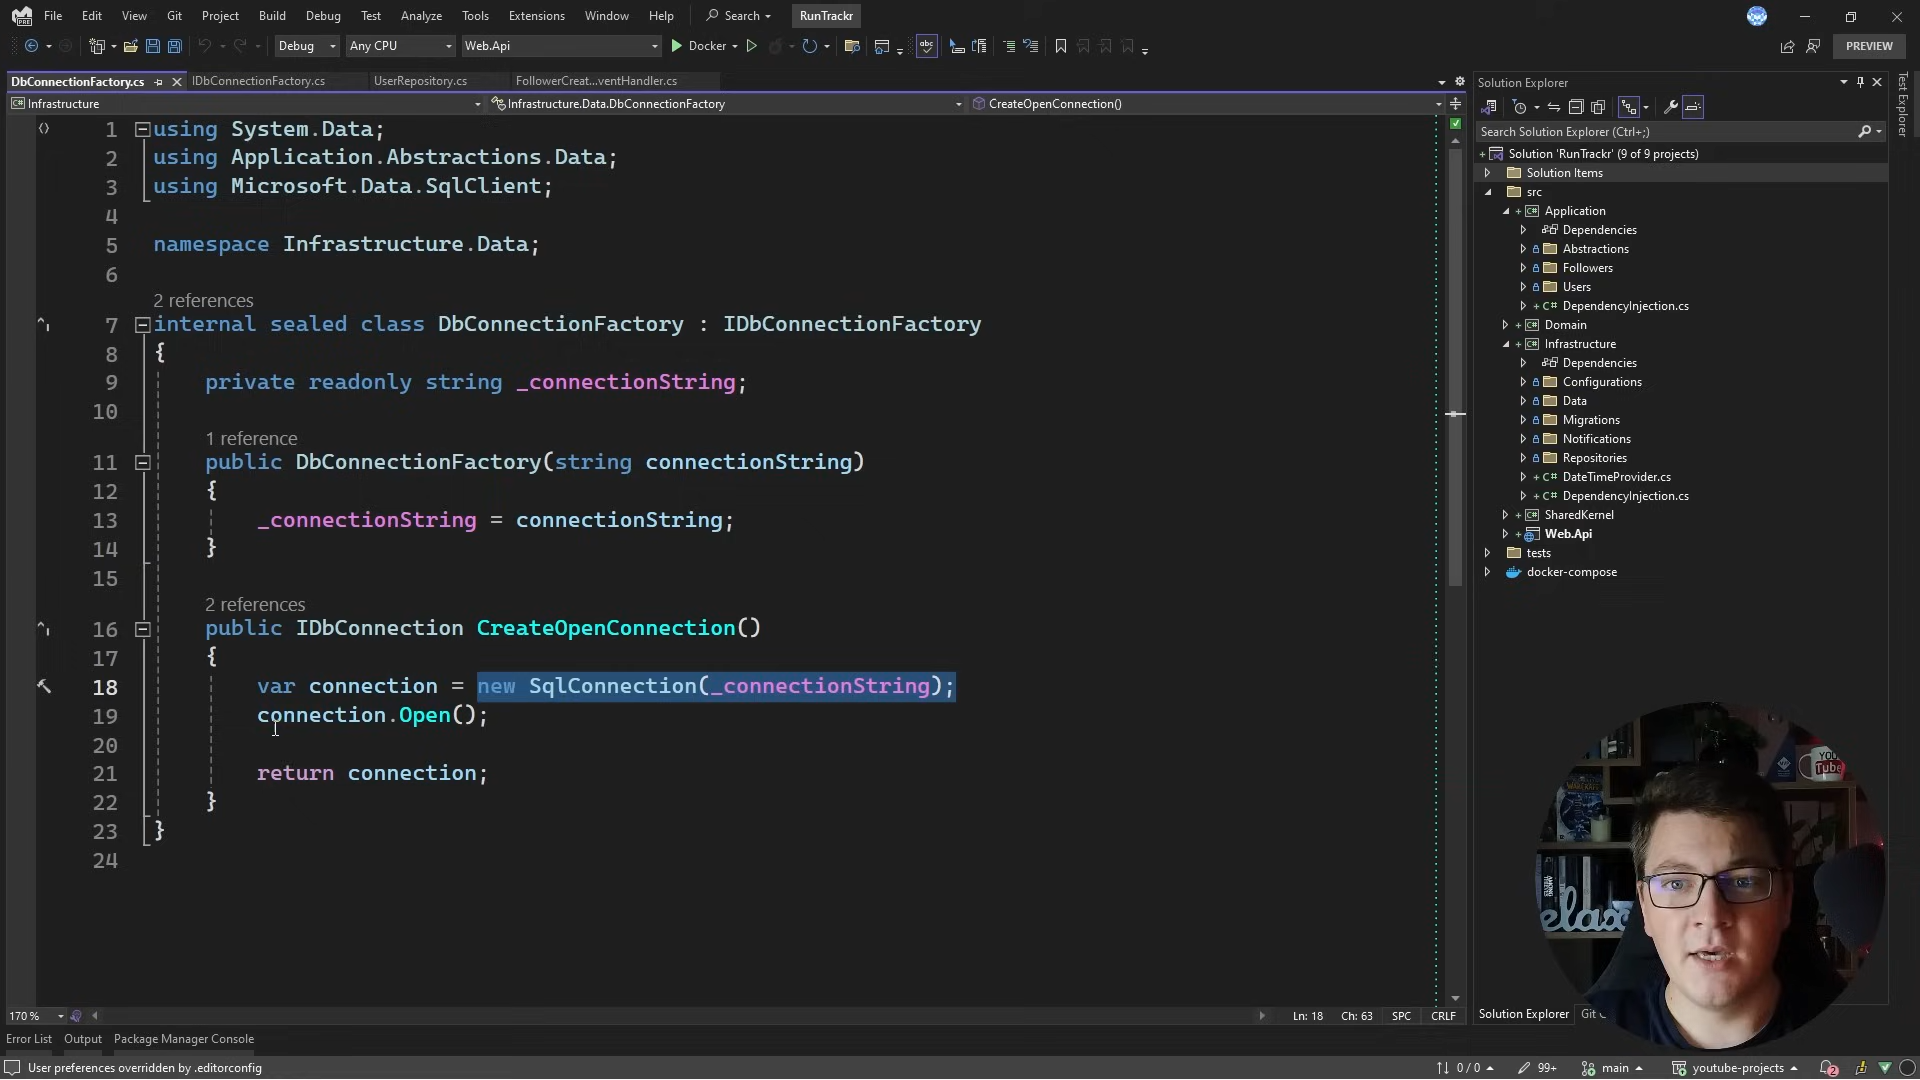 File Edit View Git Project Build Debug Test Analyze Tools Extensions Window Help Search RunTrackr
Debug Any CPU Web.Api Docker PREVIEW
DbConnectionFactory.cs IDbConnectionFactory.cs UserRepository.cs FollowerCreat...ventHandler.cs
Infrastructure Infrastructure.Data.DbConnectionFactory CreateOpenConnection()
1 using System.Data;
2 using Application.Abstractions.Data;
3 using Microsoft.Data.SqlClient;
4
5 namespace Infrastructure.Data;
6
2 references
7 internal sealed class DbConnectionFactory : IDbConnectionFactory
8 {
9 private readonly string _connectionString;
10
1 reference
11 public DbConnectionFactory(string connectionString)
12 {
13 _connectionString = connectionString;
14 }
15
2 references
16 public IDbConnection CreateOpenConnection()
17 {
18 var connection = new SqlConnection(_connectionString);
19 connection.Open();
20
21 return connection;
22 }
23 }
24
170 % Ln: 18 Ch: 63 SPC CRLF
Error List Output Package Manager Console
User preferences overridden by .editorconfig 0 / 0 99+ main youtube-projects 2
Solution Explorer
Search Solution Explorer (Ctrl+;)
Solution 'RunTrackr' (9 of 9 projects)
Solution Items
src
Application
Dependencies
Abstractions
Followers
Users
C# DependencyInjection.cs
Domain
Infrastructure
Dependencies
Configurations
Data
Migrations
Notifications
Repositories
C# DateTimeProvider.cs
C# DependencyInjection.cs
SharedKernel
Web.Api
tests
docker-compose
Solution Explorer Git
Test Explorer
YOU
Tube
relax